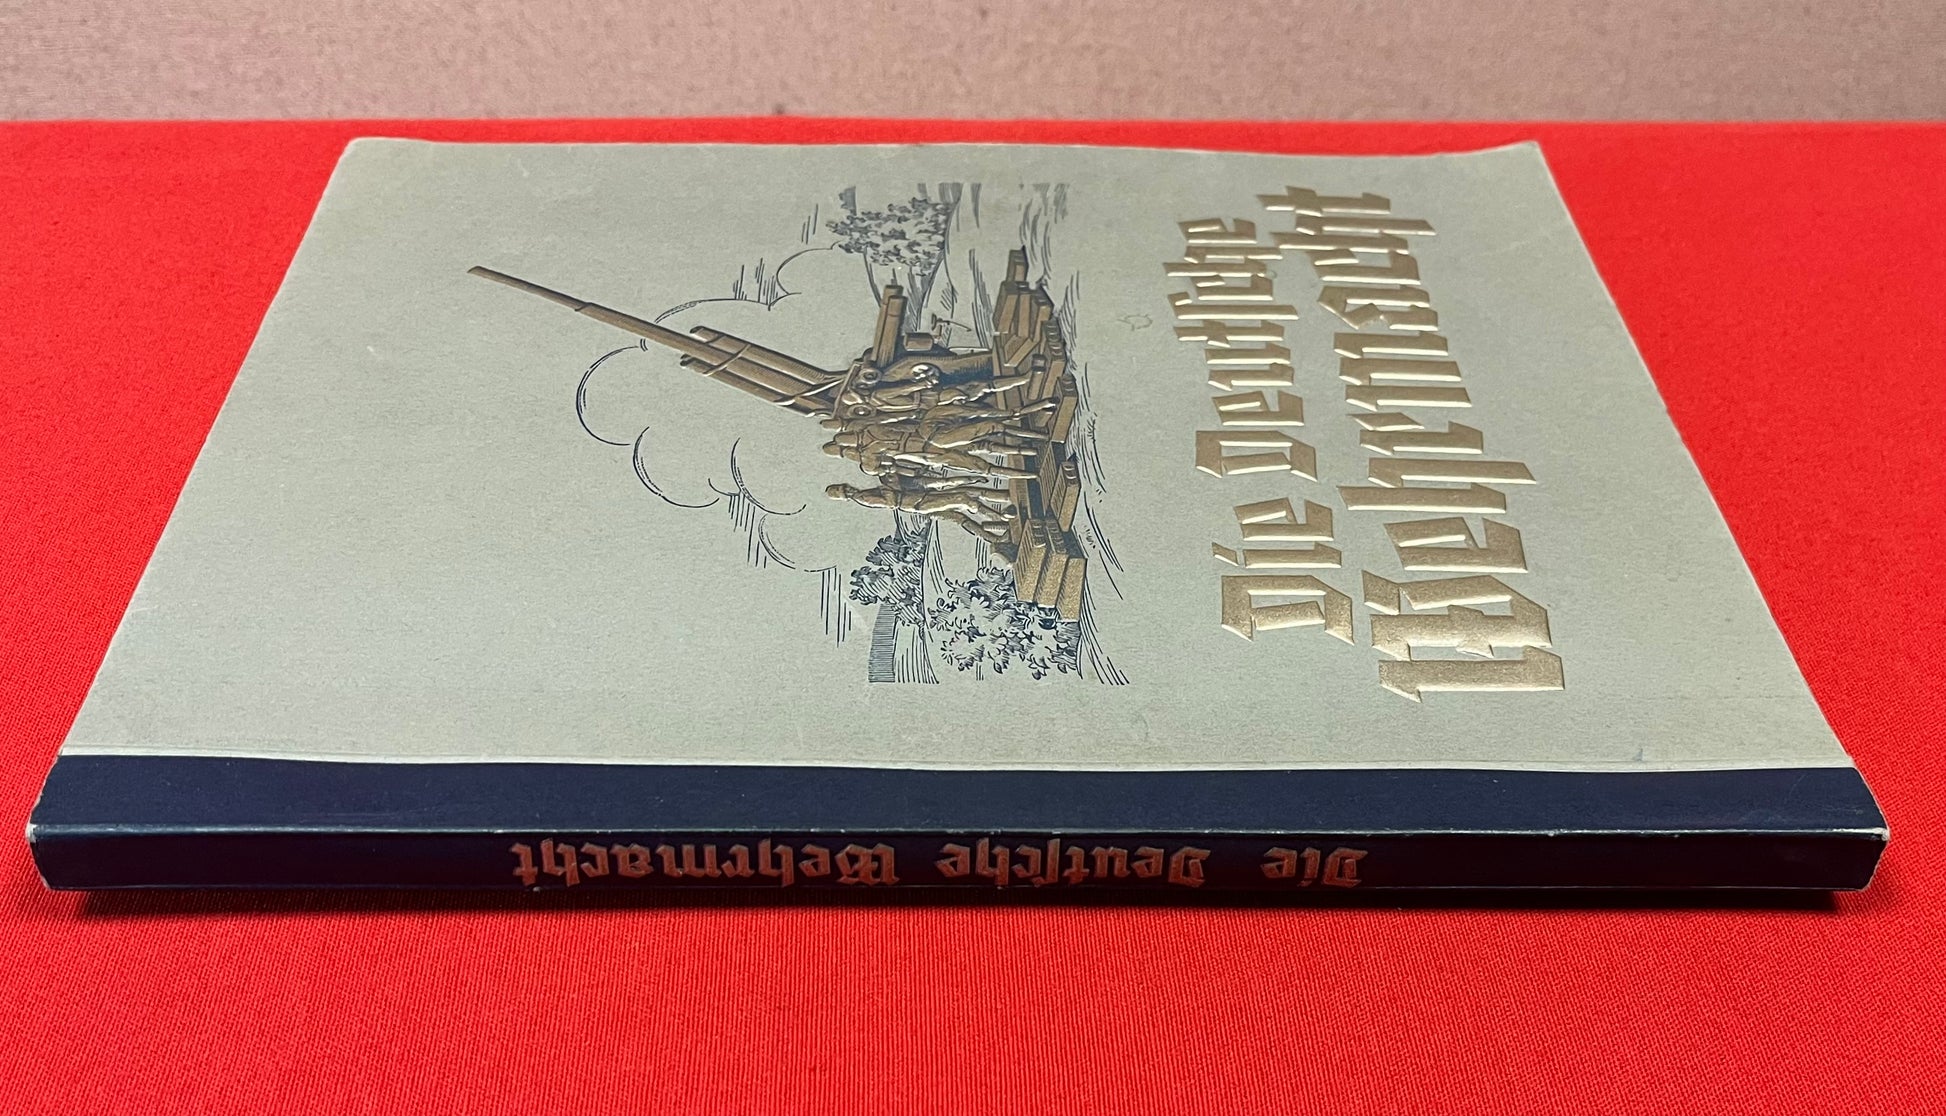 Die Deutsche
Wehrmacht
Die Deutsche Wehrmacht